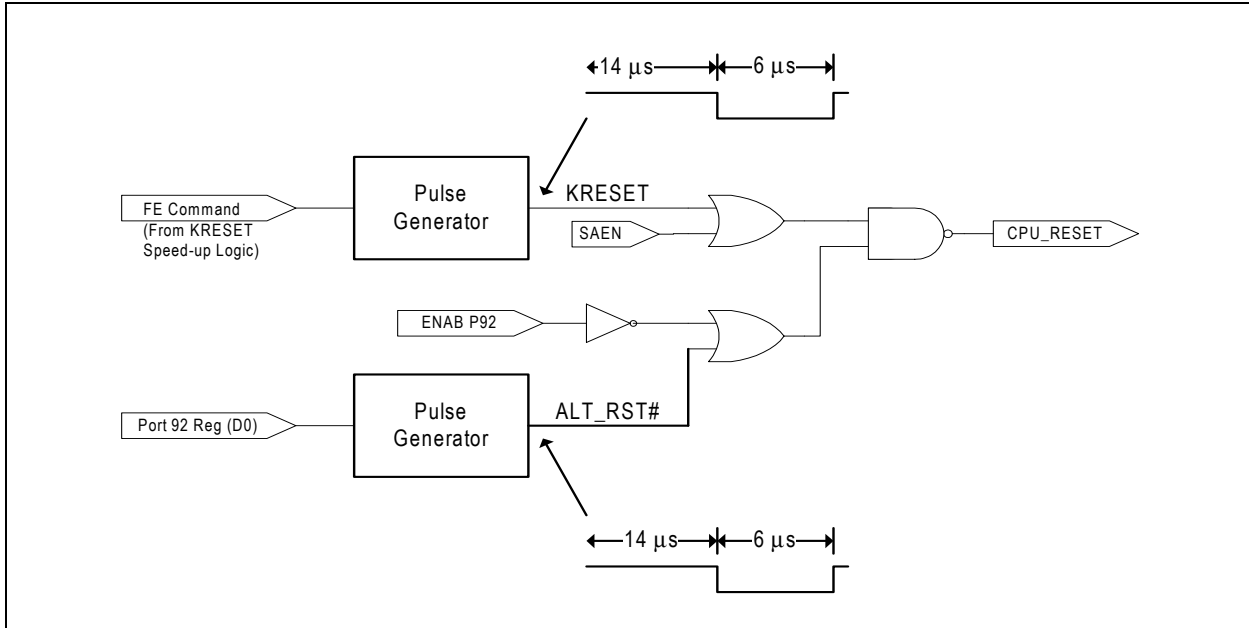 14 μs
6 μs
Pulse
Generator
KRESET
FE Command
(From KRESET
Speed-up Logic)
SAEN
CPU_RESET
ENAB P92
Pulse
Generator
ALT_RST#
Port 92 Reg (D0)
14 μs
6 μs